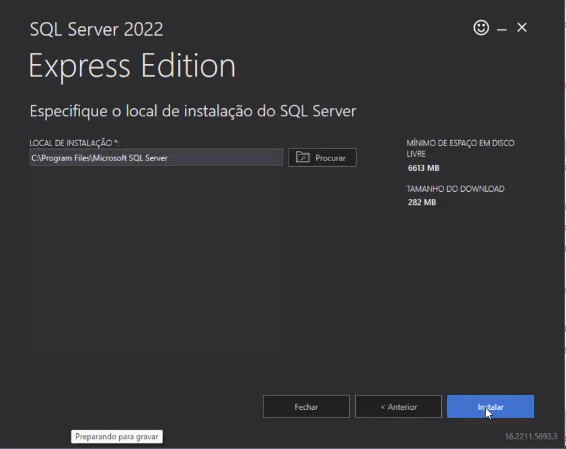 SQL Server 2022
Express Edition
Especifique o local de instalação do SQL Server
LOCAL DE INSTALAÇÃO *:
C:\Program Files\Microsoft SQL Server
Procurar
MÍNIMO DE ESPAÇO EM DISCO
LIVRE
6613 MB
TAMANHO DO DOWNLOAD
282 MB
Fechar
< Anterior
Instalar
Preparando para gravar
16.2211.5693.3